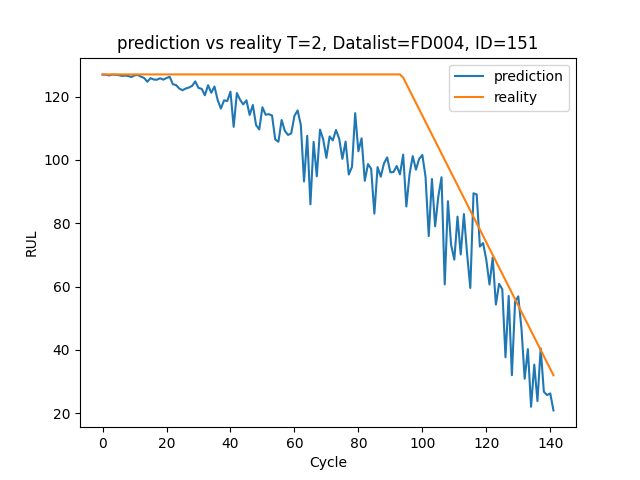 prediction vs reality T=2, Datalist=FD004, ID=151
prediction
reality
RUL
120
100
80
60
40
20
0 20 40 60 80 100 120 140
Cycle